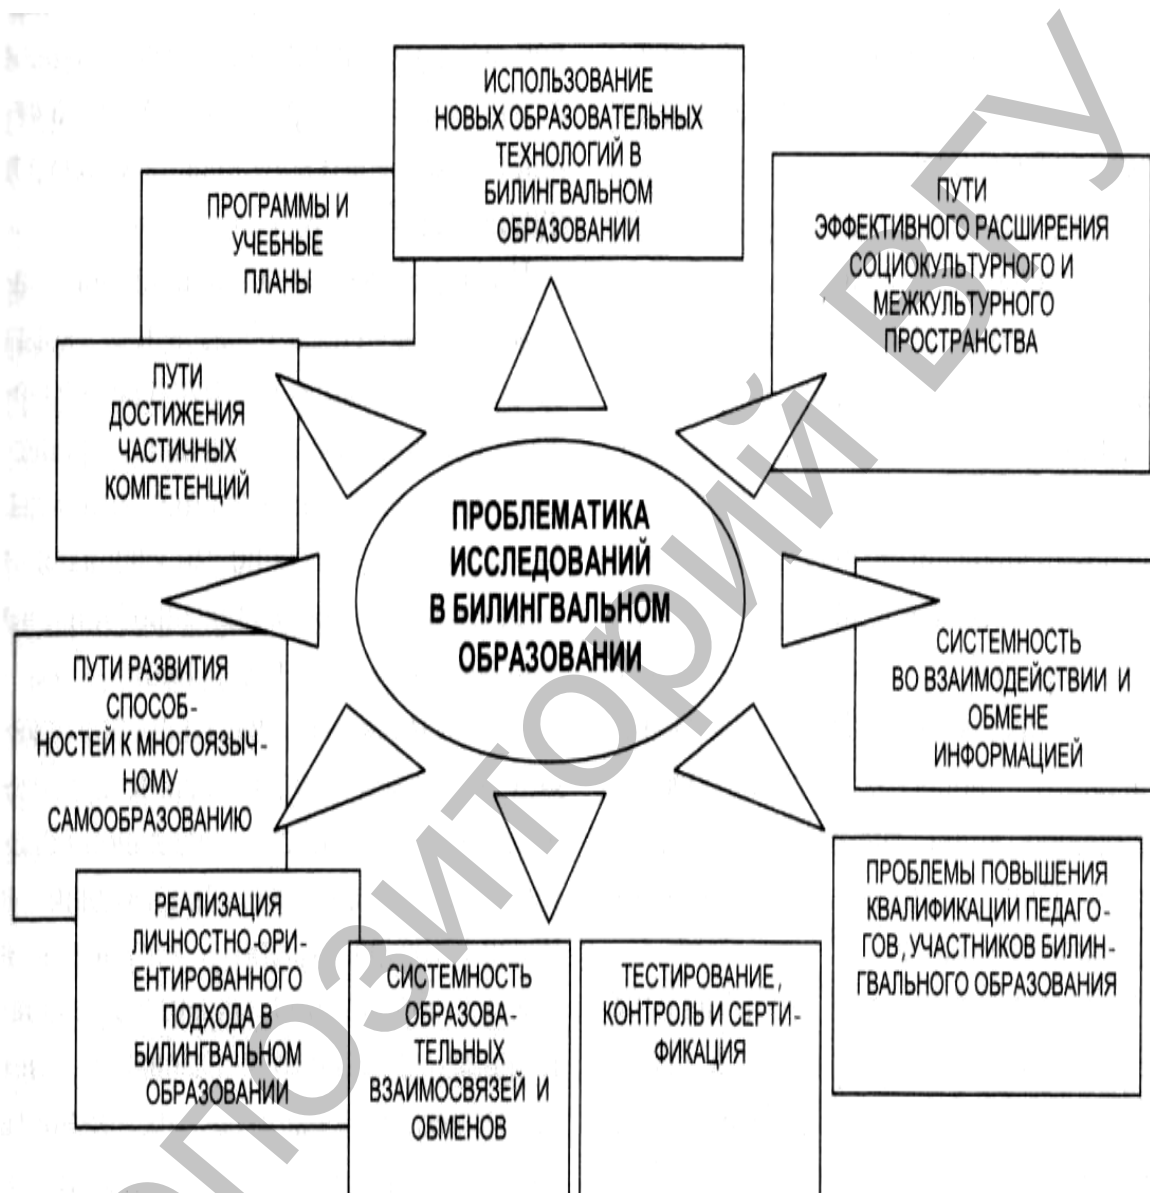 ИСПОЛЬЗОВАНИЕ
НОВЫХ ОБРАЗОВАТЕЛЬНЫХ
ТЕХНОЛОГИЙ В
БИЛИНГВАЛЬНОМ
ОБРАЗОВАНИИ
ПРОГРАММЫ И
УЧЕБНЫЕ
ПЛАНЫ
ПУТИ
ЭФФЕКТИВНОГО РАСШИРЕНИЯ
СОЦИОКУЛЬТУРНОГО И
МЕЖКУЛЬТУРНОГО
ПРОСТРАНСТВА
ПУТИ
ДОСТИЖЕНИЯ
ЧАСТИЧНЫХ
КОМПЕТЕНЦИЙ
ПРОБЛЕМАТИКА
ИССЛЕДОВАНИЙ
В БИЛИНГВАЛЬНОМ
ОБРАЗОВАНИИ
СИСТЕМНОСТЬ
ВО ВЗАИМОДЕЙСТВИИ И
ОБМЕНЕ
ИНФОРМАЦИЕЙ
ПУТИ РАЗВИТИЯ
СПОСОБ-
НОСТЕЙ К МНОГОЯЗЫЧ-
НОМУ
САМООБРАЗОВАНИЮ
ПРОБЛЕМЫ ПОВЫШЕНИЯ
КВАЛИФИКАЦИИ ПЕДАГО-
ГОВ, УЧАСТНИКОВ БИЛИН-
ГВАЛЬНОГО ОБРАЗОВАНИЯ
РЕАЛИЗАЦИЯ
ЛИЧНОСТНО-ОРИ-
ЕНТИРОВАННОГО
ПОДХОДА В
БИЛИНГВАЛЬНОМ
ОБРАЗОВАНИИ
СИСТЕМНОСТЬ
ОБРАЗОВА-
ТЕЛЬНЫХ
ВЗАИМОСВЯЗЕЙ И
ОБМЕНОВ
ТЕСТИРОВАНИЕ,
КОНТРОЛЬ И СЕРТИ-
ФИКАЦИЯ
ПОЗИТОРИЙ ВГУ